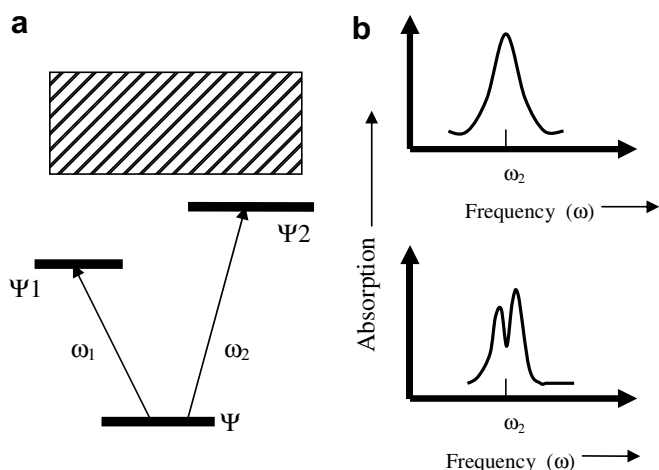 a
Ψ2
Ψ1
ω₁
ω₂
Ψ
b
ω₂
Frequency (ω)
Absorption
ω₂
Frequency (ω)